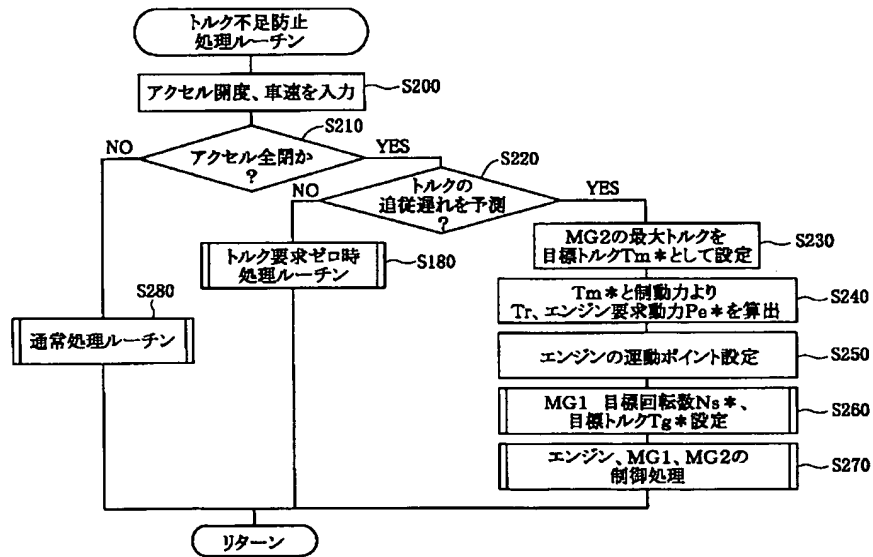 トルク不足防止
処理ルーチン
アクセル開度、車速を入力
S200
S210
NO
YES
アクセル全閉か
?
S220
NO
YES
トルクの
追従遅れを予測
?
MG2の最大トルクを
目標トルクTm*として設定
S230
トルク要求ゼロ時
処理ルーチン
S180
Tm*と制動力より
Tr、エンジン要求動力Pe*を算出
S240
S280
通常処理ルーチン
エンジンの運動ポイント設定
S250
MG1 目標回転数Ns*、
目標トルクTg*設定
S260
エンジン、MG1、MG2の
制御処理
S270
リターン